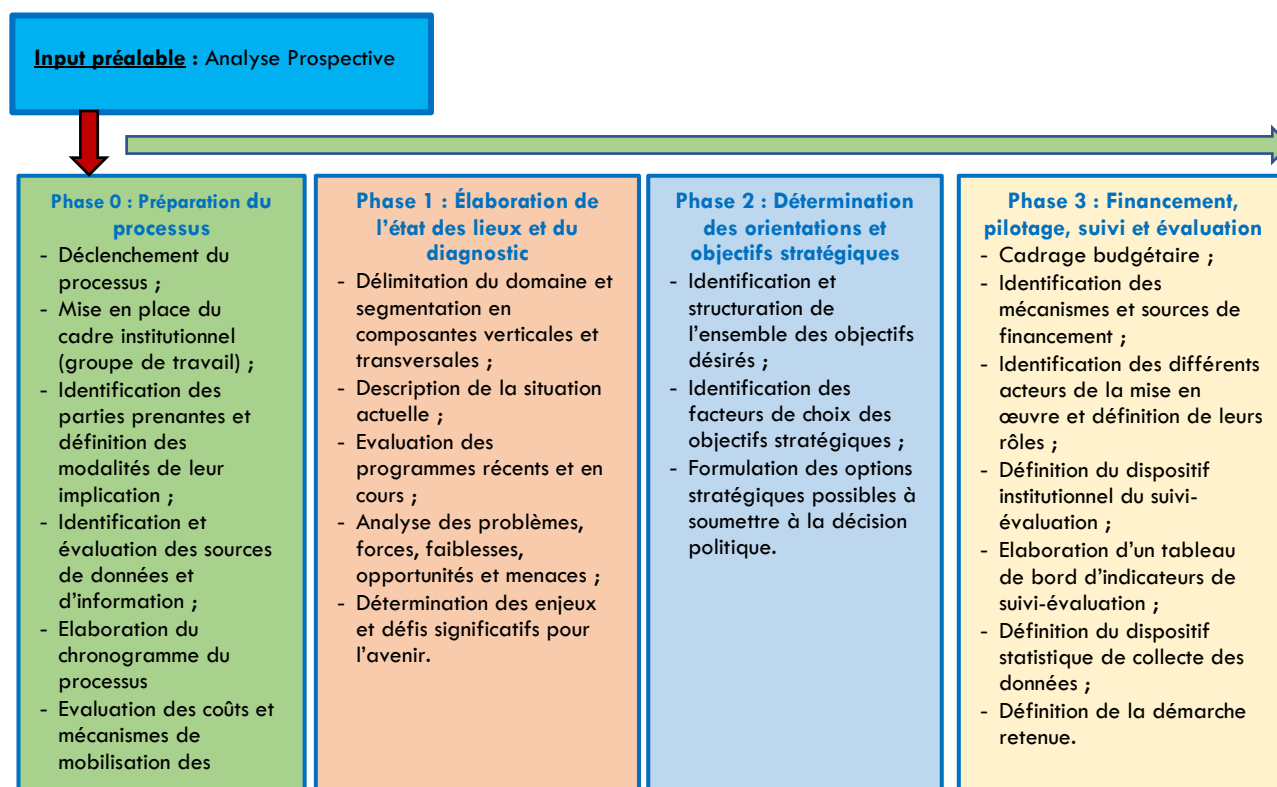 Input préalable : Analyse Prospective
Phase 0 : Préparation du
processus
- Déclenchement du
processus ;
- Mise en place du
cadre institutionnel
(groupe de travail) ;
- Identification des
parties prenantes et
définition des
modalités de leur
implication ;
- Identification et
évaluation des sources
de données et
d’information ;
- Elaboration du
chronogramme du
processus
- Evaluation des coûts et
mécanismes de
mobilisation des
Phase 1 : Élaboration de
l’état des lieux et du
diagnostic
- Délimitation du domaine et
segmentation en
composantes verticales et
transversales ;
- Description de la situation
actuelle ;
- Evaluation des
programmes récents et en
cours ;
- Analyse des problèmes,
forces, faiblesses,
opportunités et menaces ;
- Détermination des enjeux
et défis significatifs pour
l’avenir.
Phase 2 : Détermination
des orientations et
objectifs stratégiques
- Identification et
structuration de
l’ensemble des objectifs
désirés ;
- Identification des
facteurs de choix des
objectifs stratégiques ;
- Formulation des options
stratégiques possibles à
soumettre à la décision
politique.
Phase 3 : Financement,
pilotage, suivi et évaluation
- Cadrage budgétaire ;
- Identification des
mécanismes et sources de
financement ;
- Identification des différents
acteurs de la mise en
œuvre et définition de leurs
rôles ;
- Définition du dispositif
institutionnel du suivi-
évaluation ;
- Elaboration d’un tableau
de bord d’indicateurs de
suivi-évaluation ;
- Définition du dispositif
statistique de collecte des
données ;
- Définition de la démarche
retenue.